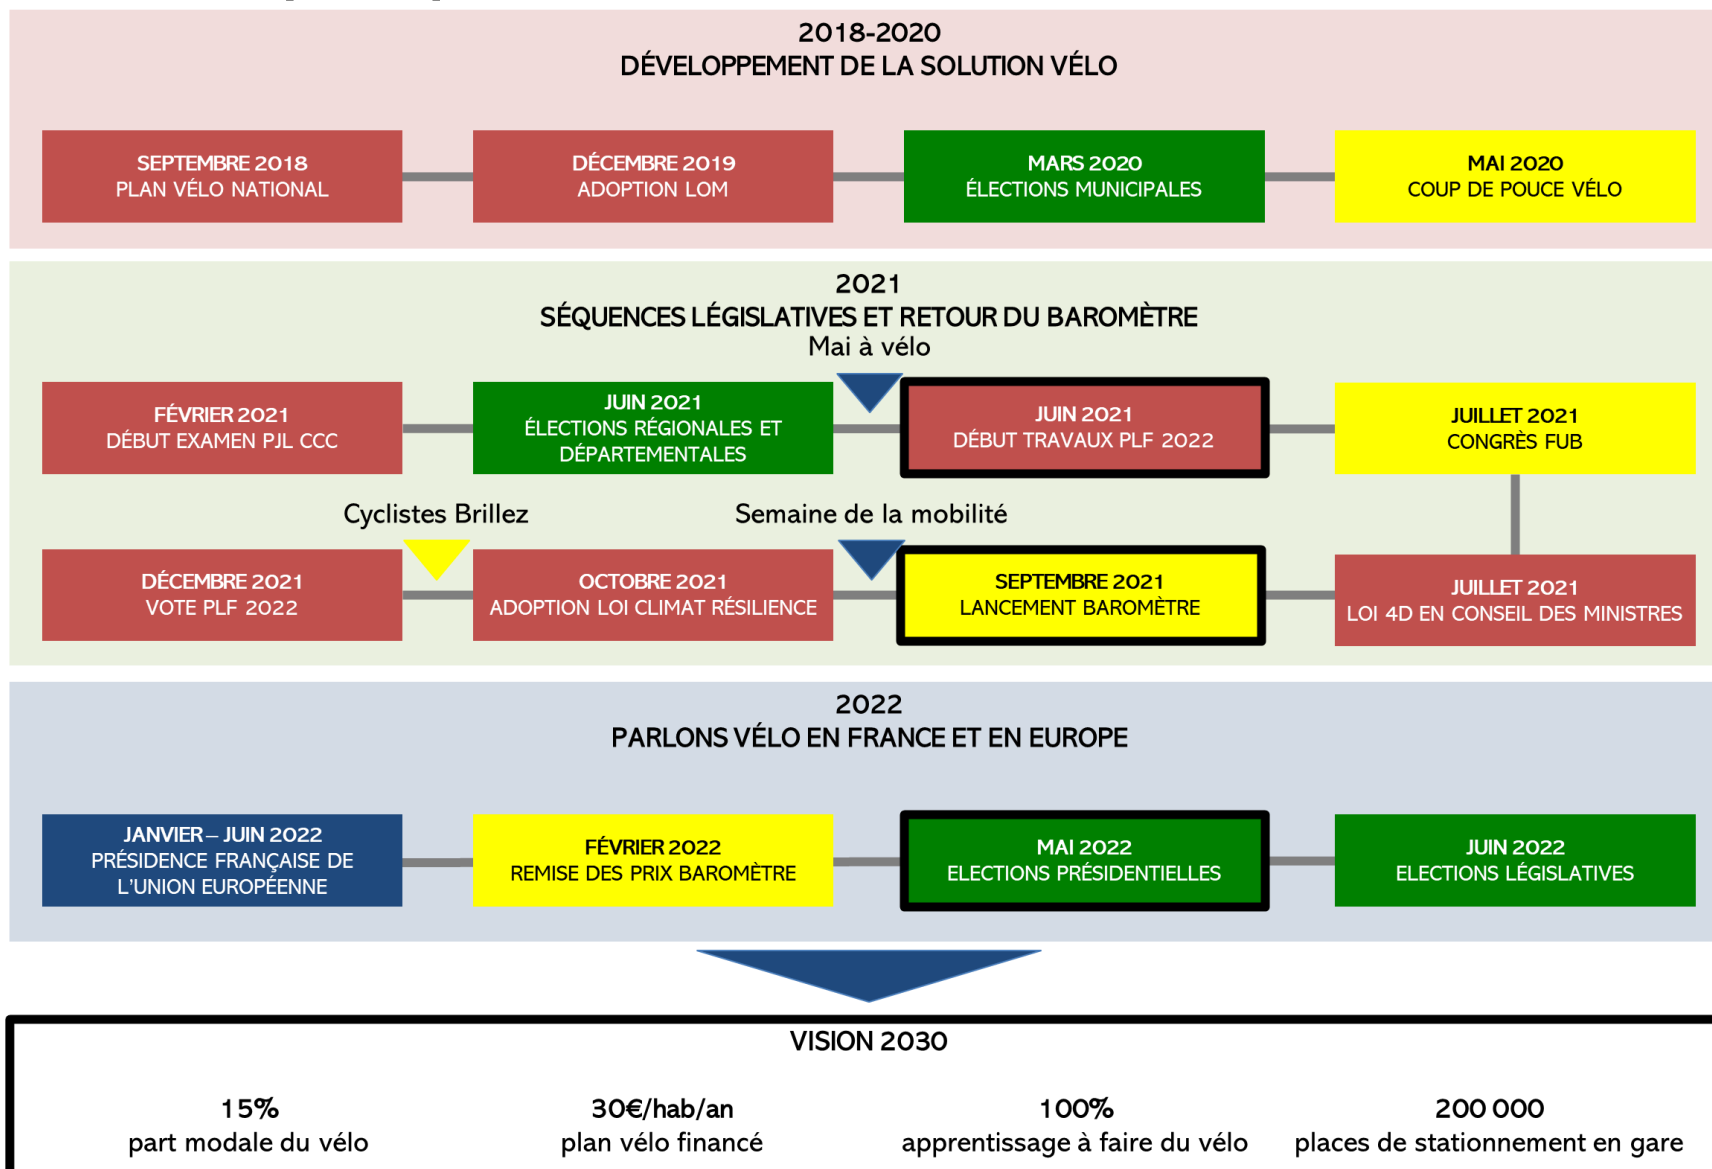 2018-2020
DÉVELOPPEMENT DE LA SOLUTION VÉLO
SEPTEMBRE 2018
PLAN VÉLO NATIONAL
DÉCEMBRE 2019
ADOPTION LOM
MARS 2020
ÉLECTIONS MUNICIPALES
MAI 2020
COUP DE POUCE VÉLO
2021
SÉQUENCES LÉGISLATIVES ET RETOUR DU BAROMÈTRE
Mai à vélo
FÉVRIER 2021
DÉBUT EXAMEN PJL CCC
JUIN 2021
ÉLECTIONS RÉGIONALES ET
DÉPARTEMENTALES
JUIN 2021
DÉBUT TRAVAUX PLF 2022
JUILLET 2021
CONGRÈS FUB
Cyclistes Brillez
Semaine de la mobilité
DÉCEMBRE 2021
VOTE PLF 2022
OCTOBRE 2021
ADOPTION LOI CLIMAT RÉSILIENCE
SEPTEMBRE 2021
LANCEMENT BAROMÈTRE
JUILLET 2021
LOI 4D EN CONSEIL DES MINISTRES
2022
PARLONS VÉLO EN FRANCE ET EN EUROPE
JANVIER – JUIN 2022
PRÉSIDENCE FRANÇAISE DE
L'UNION EUROPÉENNE
FÉVRIER 2022
REMISE DES PRIX BAROMÈTRE
MAI 2022
ELECTIONS PRÉSIDENTIELLES
JUIN 2022
ELECTIONS LÉGISLATIVES
VISION 2030
15%
part modale du vélo
30€/hab/an
plan vélo financé
100%
apprentissage à faire du vélo
200 000
places de stationnement en gare